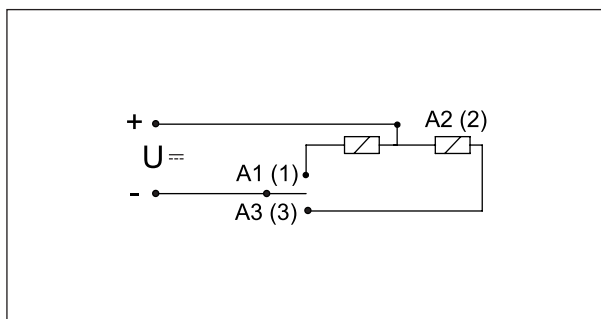 +
A2 (2)
U ⎓
A1 (1)
-
A3 (3)